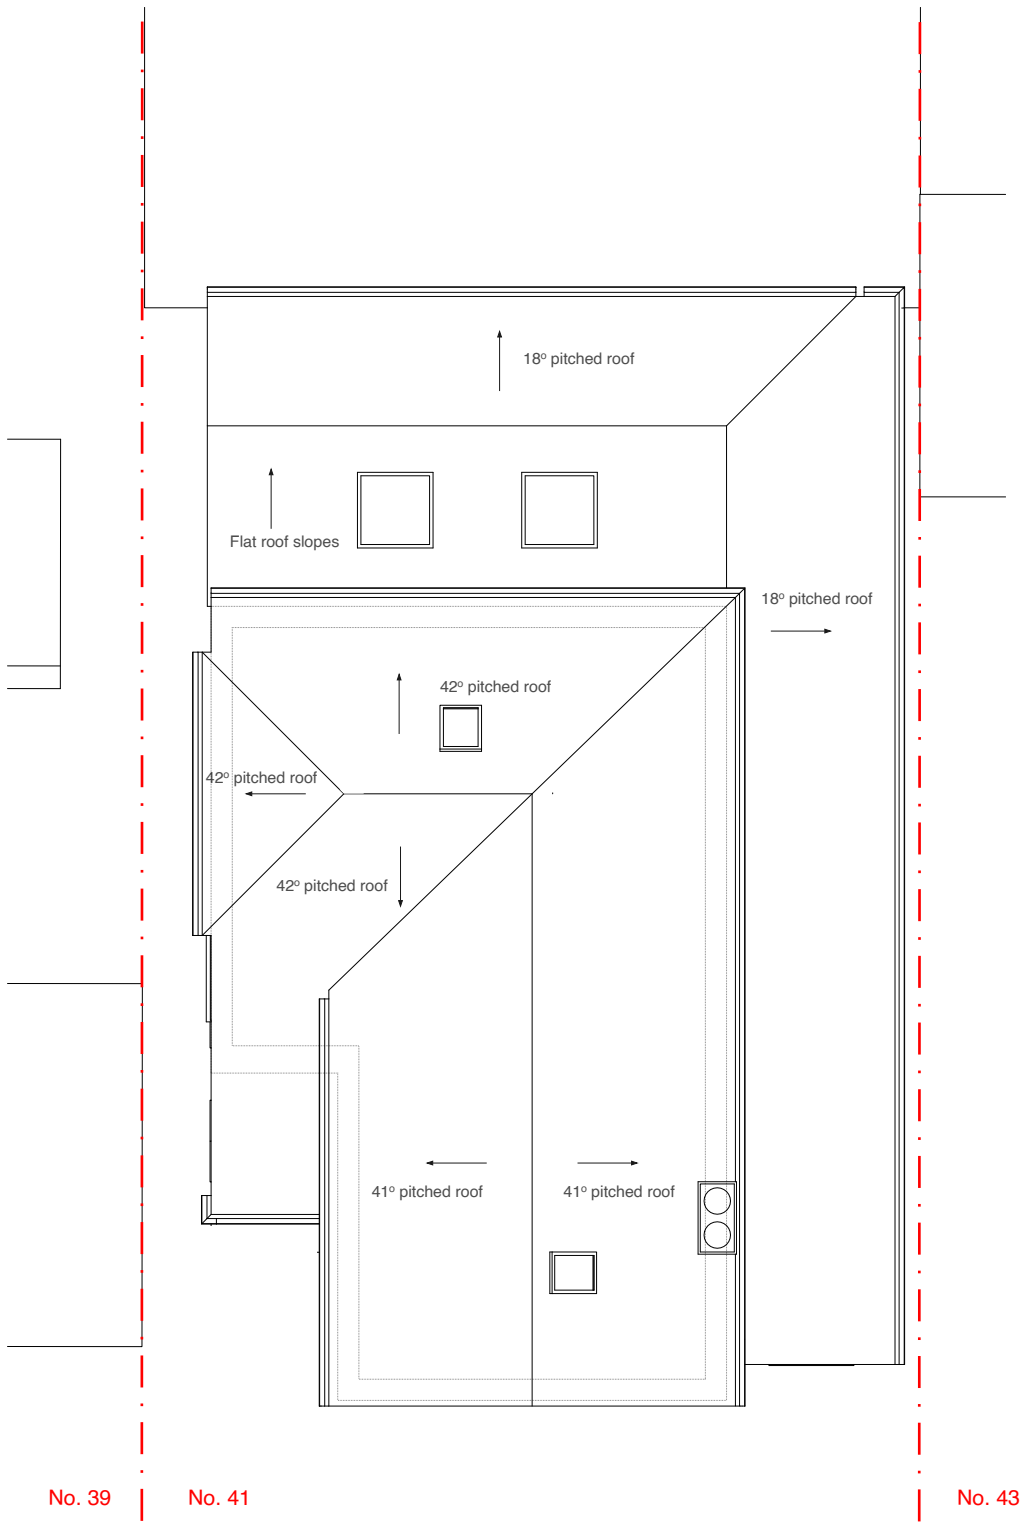 18º pitched roof
Flat roof slopes
18º pitched roof
42º pitched roof
42º pitched roof
42º pitched roof
41º pitched roof
41º pitched roof
No. 39
No. 41
No. 43